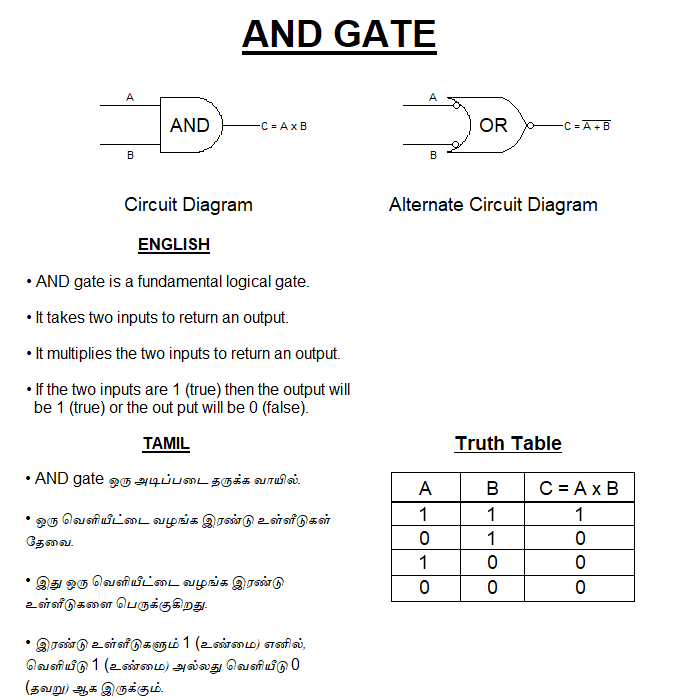 AND GATE
A
AND
C = A x B
B
A
OR
C = A + B
B
Circuit Diagram
Alternate Circuit Diagram
ENGLISH
• AND gate is a fundamental logical gate.
• It takes two inputs to return an output.
• It multiplies the two inputs to return an output.
• If the two inputs are 1 (true) then the output will
be 1 (true) or the out put will be 0 (false).
TAMIL
• AND gate ஒரு அடிப்படை தருக்க வாயில்.
• ஒரு வெளியீட்டை வழங்க இரண்டு உள்ளீடுகள்
தேவை.
• இது ஒரு வெளியீட்டை வழங்க இரண்டு
உள்ளீடுகளை பெருக்குகிறது.
• இரண்டு உள்ளீடுகளும் 1 (உண்மை) எனில்,
வெளியீடு 1 (உண்மை) அல்லது வெளியீடு 0
(தவறு) ஆக இருக்கும்.
Truth Table
A B C = A x B
1 1 1
0 1 0
1 0 0
0 0 0